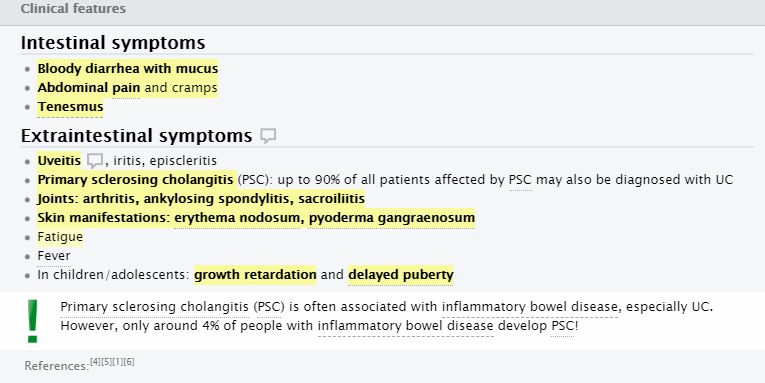 Clinical features
Intestinal symptoms
Bloody diarrhea with mucus
Abdominal pain and cramps
Tenesmus
Extraintestinal symptoms
Uveitis , iritis, episcleritis
Primary sclerosing cholangitis (PSC): up to 90% of all patients affected by PSC may also be diagnosed with UC
Joints: arthritis, ankylosing spondylitis, sacroiliitis
Skin manifestations: erythema nodosum, pyoderma gangraenosum
Fatigue
Fever
In children/adolescents: growth retardation and delayed puberty
Primary sclerosing cholangitis (PSC) is often associated with inflammatory bowel disease, especially UC.
However, only around 4% of people with inflammatory bowel disease develop PSC!
References:[4][5][1][6]